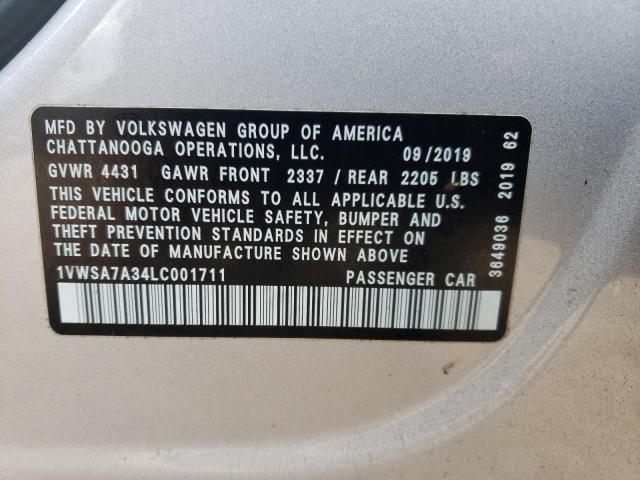 MFD BY VOLKSWAGEN GROUP OF AMERICA
CHATTANOOGA OPERATIONS, LLC. 09/2019
GVWR 4431 GAWR FRONT 2337 / REAR 2205 LBS
THIS VEHICLE CONFORMS TO ALL APPLICABLE U.S.
FEDERAL MOTOR VEHICLE SAFETY, BUMPER AND
THEFT PREVENTION STANDARDS IN EFFECT ON
THE DATE OF MANUFACTURE SHOWN ABOVE
1VWSA7A34LC001711 PASSENGER CAR
3649036 2019 62